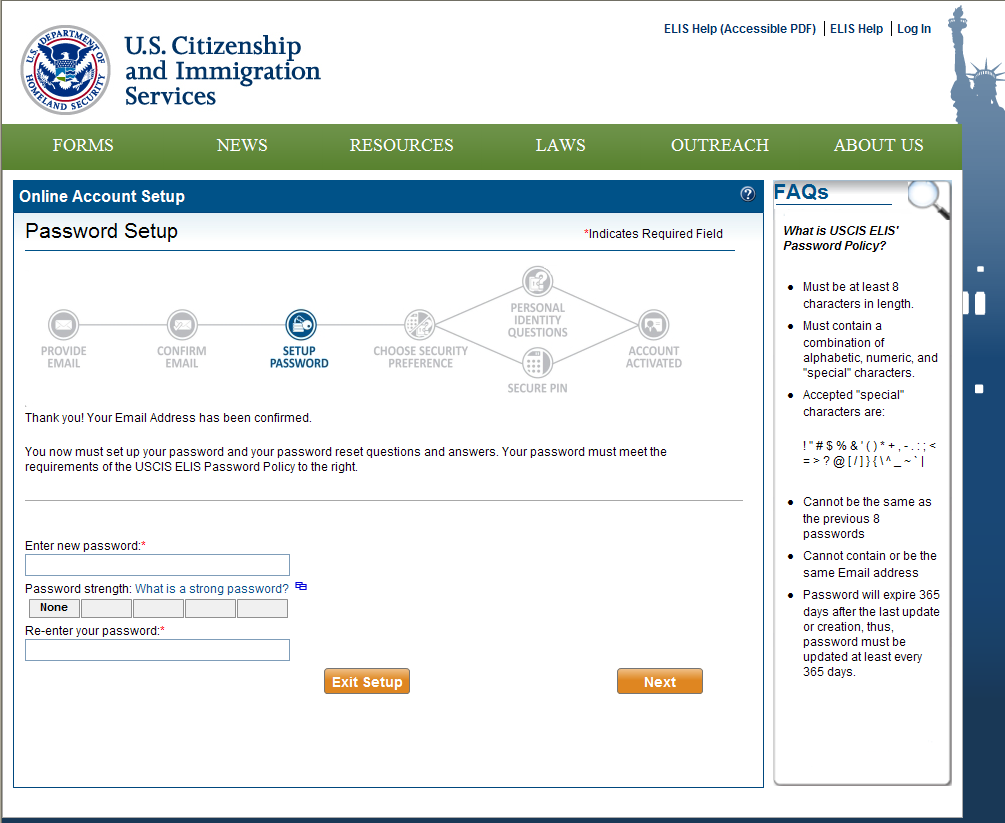 ELIS Help (Accessible PDF) | ELIS Help | Log In
U.S. DEPARTMENT OF HOMELAND SECURITY
U.S. Citizenship
and Immigration
Services
FORMS NEWS RESOURCES LAWS OUTREACH ABOUT US
Online Account Setup ?
Password Setup
*Indicates Required Field
PROVIDE
EMAIL
CONFIRM
EMAIL
SETUP
PASSWORD
CHOOSE SECURITY
PREFERENCE
PERSONAL
IDENTITY
QUESTIONS
SECURE PIN
ACCOUNT
ACTIVATED
Thank you! Your Email Address has been confirmed.
You now must set up your password and your password reset questions and answers. Your password must meet the
requirements of the USCIS ELIS Password Policy to the right.
Enter new password:*
Password strength: What is a strong password?
None
Re-enter your password:*
Exit Setup
Next
FAQs
What is USCIS ELIS'
Password Policy?
• Must be at least 8
characters in length.
• Must contain a
combination of
alphabetic, numeric, and
"special" characters.
• Accepted "special"
characters are:
! " # $ % & ' ( ) * + , - . : ; <
= > ? @ [ / ] } { \ ^ _ ~ ` |
• Cannot be the same as
the previous 8
passwords
• Cannot contain or be the
same Email address
• Password will expire 365
days after the last update
or creation, thus,
password must be
updated at least every
365 days.